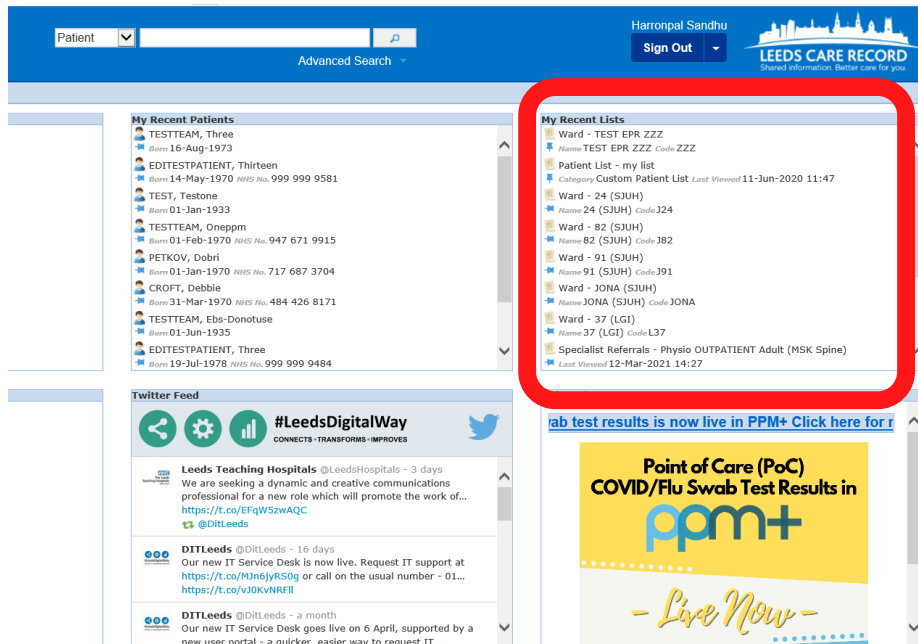 Patient
Advanced Search
Harronpal Sandhu
Sign Out
LEEDS CARE RECORD
Shared information. Better care for you.
My Recent Patients
TESTTEAM, Three
Born 16-Aug-1973
EDITESTPATIENT, Thirteen
Born 14-May-1970 NHS No. 999 999 9581
TEST, Testone
Born 01-Jan-1933
TESTTEAM, Oneppm
Born 01-Feb-1970 NHS No. 947 671 9915
PETKOV, Dobri
Born 01-Jan-1970 NHS No. 717 687 3704
CROFT, Debbie
Born 31-Mar-1970 NHS No. 484 426 8171
TESTTEAM, Ebs-Donotuse
Born 01-Jun-1935
EDITESTPATIENT, Three
Born 19-Jul-1978 NHS No. 999 999 9484
My Recent Lists
Ward - TEST EPR ZZZ
Name TEST EPR ZZZ Code ZZZ
Patient List - my list
Category Custom Patient List Last Viewed 11-Jun-2020 11:47
Ward - 24 (SJUH)
Name 24 (SJUH) Code J24
Ward - 82 (SJUH)
Name 82 (SJUH) Code J82
Ward - 91 (SJUH)
Name 91 (SJUH) Code J91
Ward - JONA (SJUH)
Name JONA (SJUH) Code JONA
Ward - 37 (LGI)
Name 37 (LGI) Code L37
Specialist Referrals - Physio OUTPATIENT Adult (MSK Spine)
Last Viewed 12-Mar-2021 14:27
Twitter Feed
#LeedsDigitalWay
CONNECTS • TRANSFORMS • IMPROVES
Leeds Teaching Hospitals @LeedsHospitals - 3 days
We are seeking a dynamic and creative communications
professional for a new role which will promote the work of...
https://t.co/EFqW5zwAQC
@DitLeeds
DITLeeds @DitLeeds - 16 days
Our new IT Service Desk is now live. Request IT support at
https://t.co/MJn6jyRS0g or call on the usual number - 01...
https://t.co/vJ0KvNRFll
DITLeeds @DitLeeds - a month
Our new IT Service Desk goes live on 6 April, supported by a
new user portal - a quicker, easier way to request IT
vab test results is now live in PPM+ Click here for r
Point of Care (PoC)
COVID/Flu Swab Test Results in
ppm+
- Live Now -